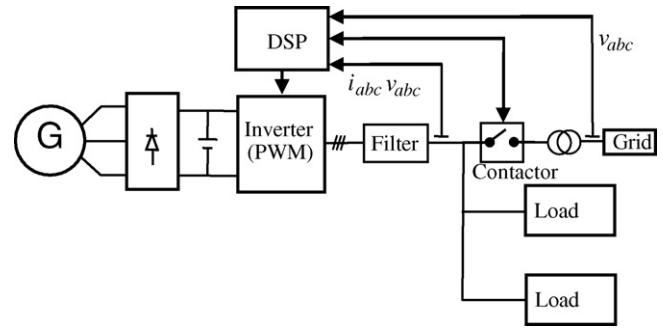 DSP
v_abc
i_abc v_abc
G
Inverter
(PWM)
Filter
Contactor
Grid
Load
Load